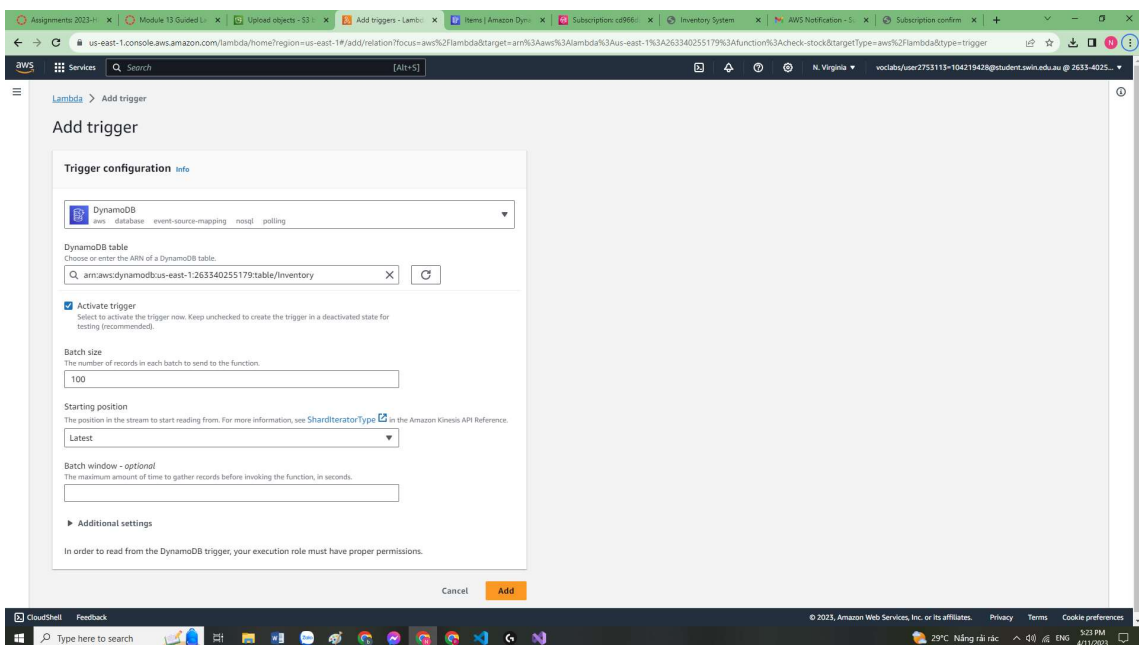 Assignments: 2023-H
Module 13 Guided L
Upload objects - S3 b
Add triggers - Lambd
Items | Amazon Dyn
Subscription: cd966d
Inventory System
AWS Notification - S
Subscription confirm
us-east-1.console.aws.amazon.com/lambda/home?region=us-east-1#/add/relation?focus=aws%2Flambda&target=arn%3Aaws%3Alambda%3Aus-east-1%3A263340255179%3Afunction%3Acheck-stock&targetType=aws%2Flambda&type=trigger
N
aws
Services
Search
[Alt+S]
N. Virginia
voclabs/user2753113=104219428@student.swin.edu.au @ 2633-4025...
Lambda > Add trigger
Add trigger
Trigger configuration Info
DynamoDB
aws database event-source-mapping nosql polling
DynamoDB table
Choose or enter the ARN of a DynamoDB table.
arn:aws:dynamodb:us-east-1:263340255179:table/Inventory
Activate trigger
Select to activate the trigger now. Keep unchecked to create the trigger in a deactivated state for
testing (recommended).
Batch size
The number of records in each batch to send to the function.
100
Starting position
The position in the stream to start reading from. For more information, see ShardIteratorType in the Amazon Kinesis API Reference.
Latest
Batch window - optional
The maximum amount of time to gather records before invoking the function, in seconds.
Additional settings
In order to read from the DynamoDB trigger, your execution role must have proper permissions.
Cancel
Add
CloudShell Feedback
© 2023, Amazon Web Services, Inc. or its affiliates. Privacy Terms Cookie preferences
Type here to search
29°C Nắng rải rác
ENG
5:23 PM
4/11/2023